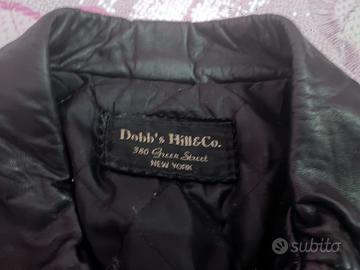 Dobb's Hill&Co.
380 Green Street
NEW YORK
subito